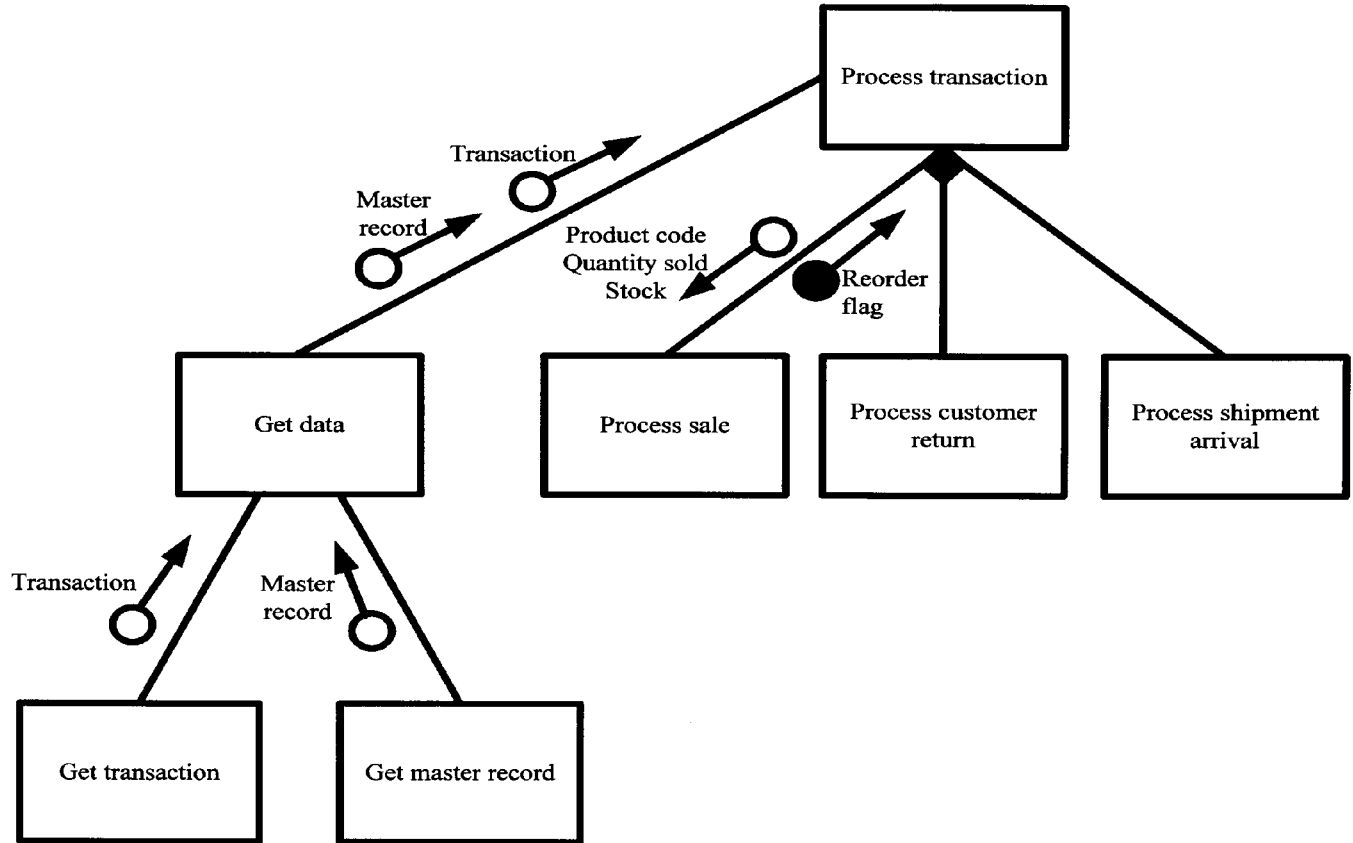 Process transaction
Transaction
Master
record
Product code
Quantity sold
Stock
Reorder
flag
Get data
Process sale
Process customer
return
Process shipment
arrival
Transaction
Master
record
Get transaction
Get master record